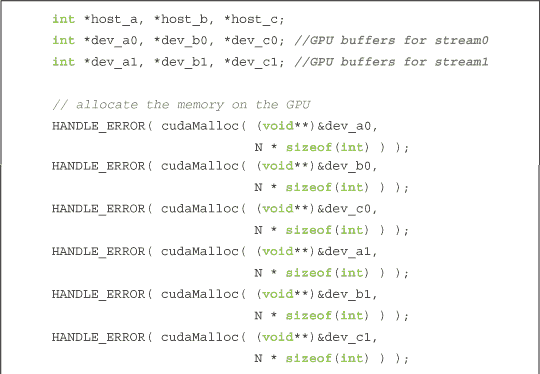 int *host_a, *host_b, *host_c;
int *dev_a0, *dev_b0, *dev_c0; //GPU buffers for stream0
int *dev_a1, *dev_b1, *dev_c1; //GPU buffers for stream1
// allocate the memory on the GPU
HANDLE_ERROR( cudaMalloc( (void**)&dev_a0,
N * sizeof(int) ) );
HANDLE_ERROR( cudaMalloc( (void**)&dev_b0,
N * sizeof(int) ) );
HANDLE_ERROR( cudaMalloc( (void**)&dev_c0,
N * sizeof(int) ) );
HANDLE_ERROR( cudaMalloc( (void**)&dev_a1,
N * sizeof(int) ) );
HANDLE_ERROR( cudaMalloc( (void**)&dev_b1,
N * sizeof(int) ) );
HANDLE_ERROR( cudaMalloc( (void**)&dev_c1,
N * sizeof(int) ) );